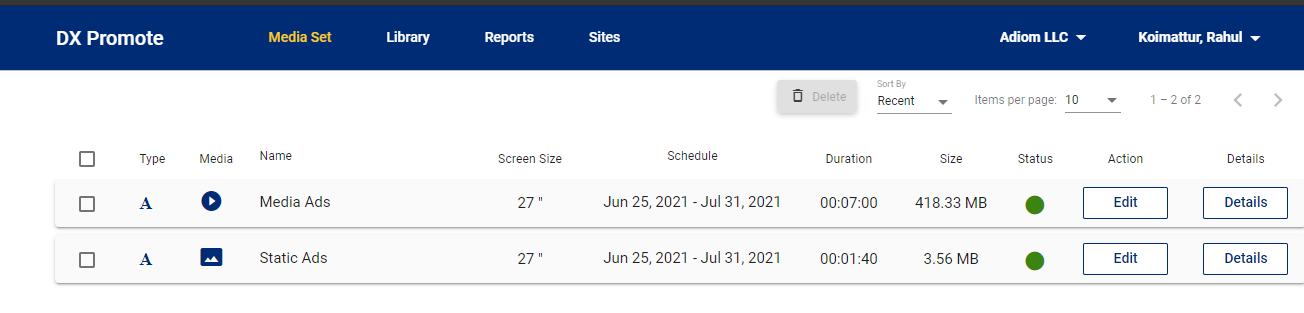 DX Promote Media Set Library Reports Sites Adiom LLC Koimattur, Rahul
Delete Sort By Recent Items per page: 10 1 – 2 of 2
Type Media Name Screen Size Schedule Duration Size Status Action Details
A Media Ads 27 " Jun 25, 2021 - Jul 31, 2021 00:07:00 418.33 MB Edit Details
A Static Ads 27 " Jun 25, 2021 - Jul 31, 2021 00:01:40 3.56 MB Edit Details